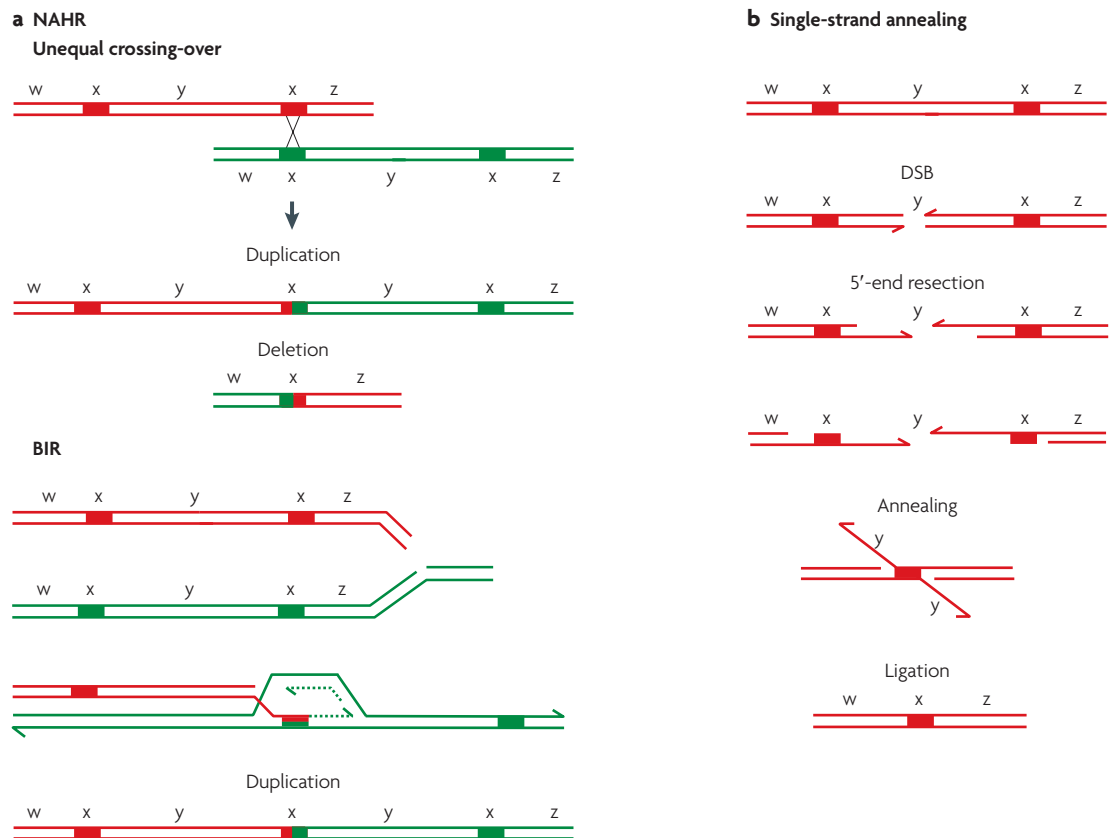 a NAHR
Unequal crossing-over
w x y x z
w x y x z
Duplication
w x y x y x z
Deletion
w x z
BIR
w x y x z
w x y x z
Duplication
w x y x y x z
b Single-strand annealing
w x y x z
DSB
w x y x z
5′-end resection
w x y x z
w x y x z
Annealing
y
y
Ligation
w x z